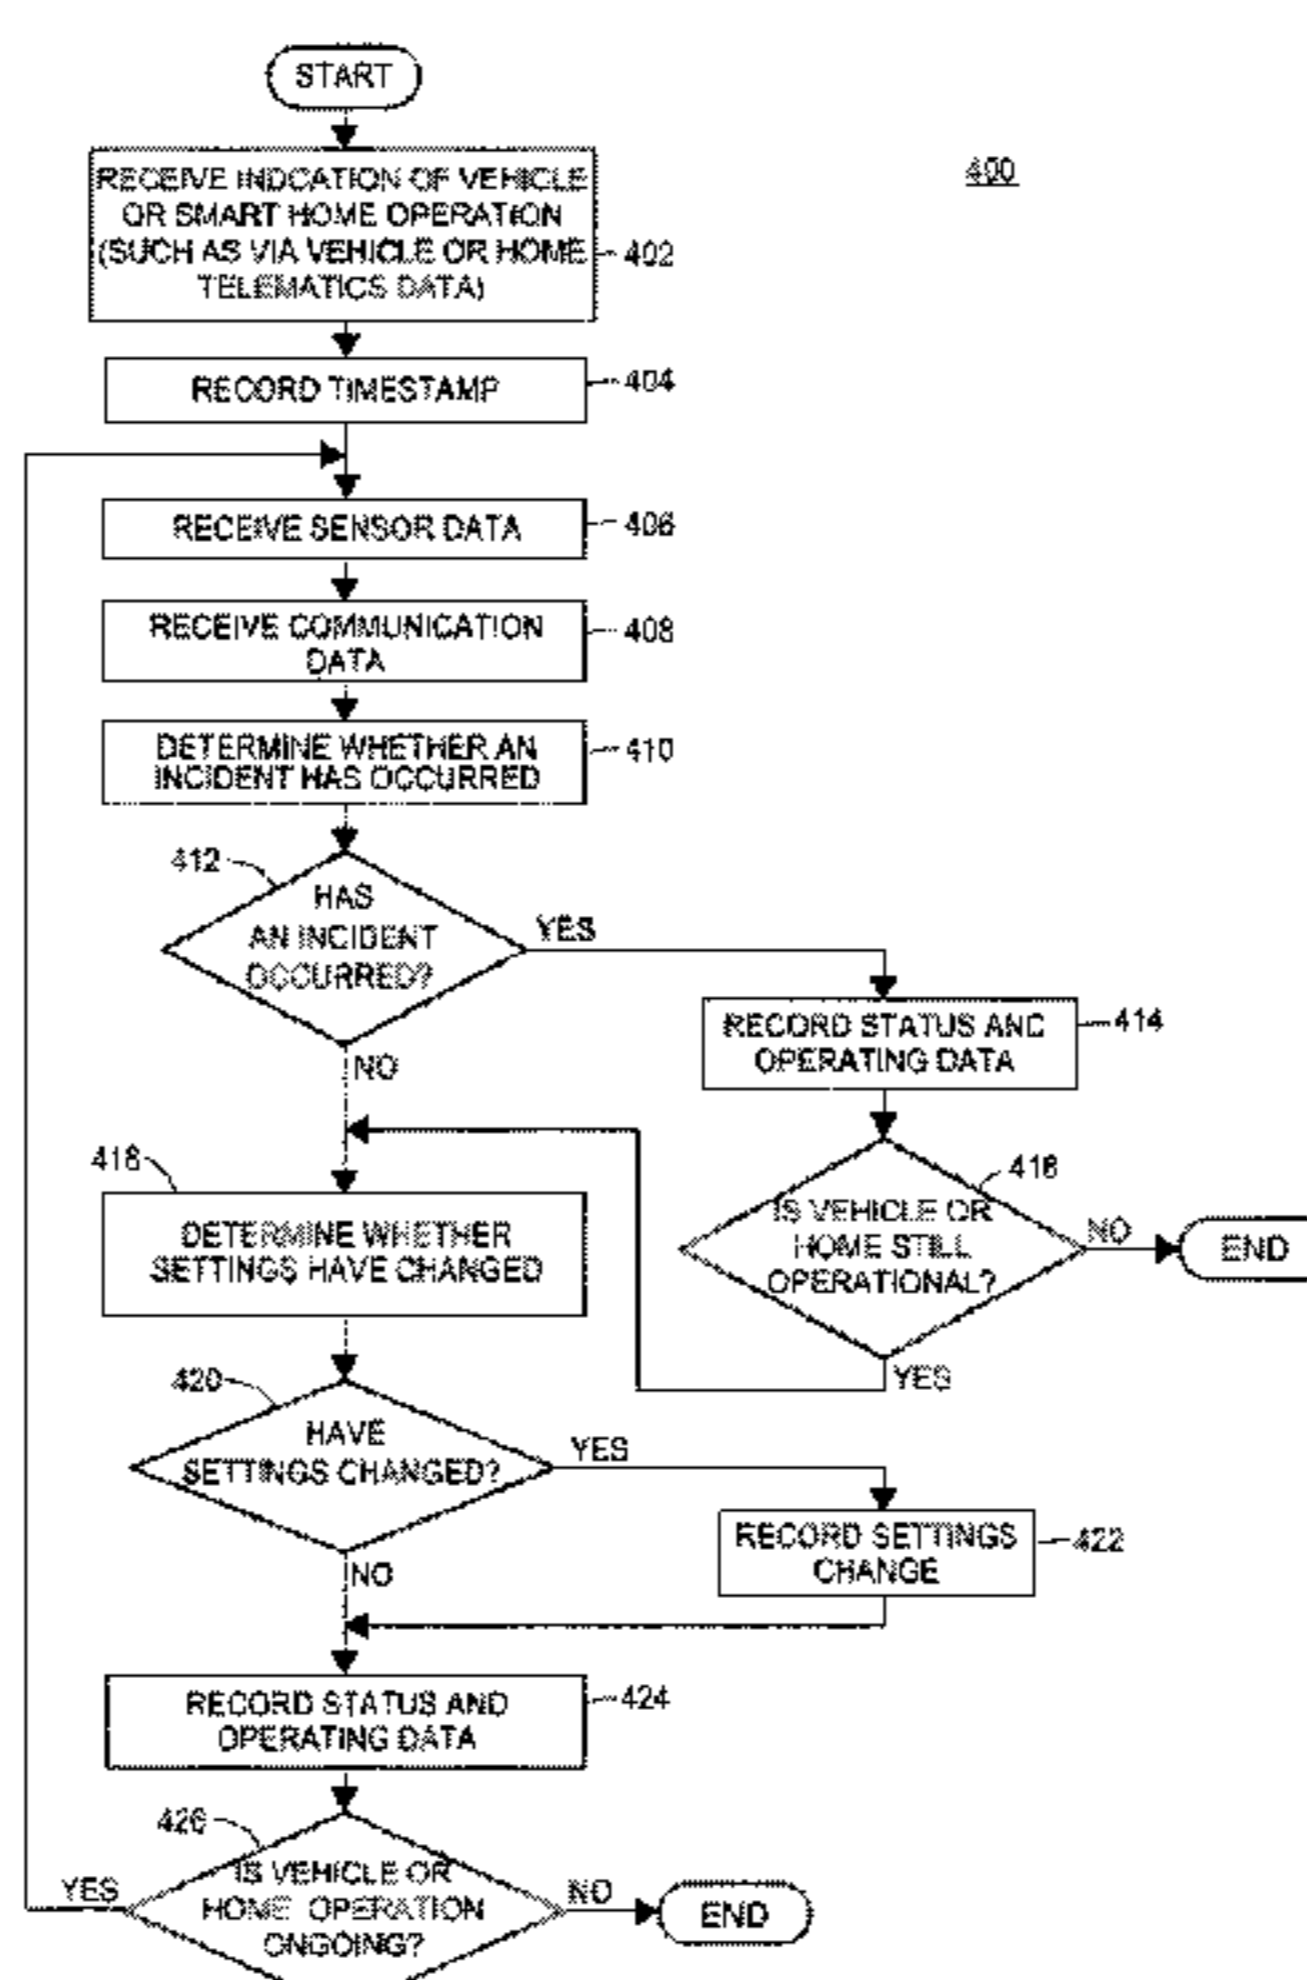 START
400
RECEIVE INDCATION OF VEHICLE
OR SMART HOME OPERATION
(SUCH AS VIA VEHICLE OR HOME
TELEMATICS DATA)
402
RECORD TIMESTAMP
404
RECEIVE SENSOR DATA
406
RECEIVE COMMUNICATION
DATA
408
DETERMINE WHETHER AN
INCIDENT HAS OCCURRED
410
412
HAS
AN INCIDENT
OCCURRED?
YES
NO
RECORD STATUS AND
OPERATING DATA
414
416
IS VEHICLE OR
HOME STILL
OPERATIONAL?
NO
END
YES
418
DETERMINE WHETHER
SETTINGS HAVE CHANGED
420
HAVE
SETTINGS CHANGED?
YES
NO
RECORD SETTINGS
CHANGE
422
RECORD STATUS AND
OPERATING DATA
424
426
IS VEHICLE OR
HOME OPERATION
ONGOING?
YES
NO
END